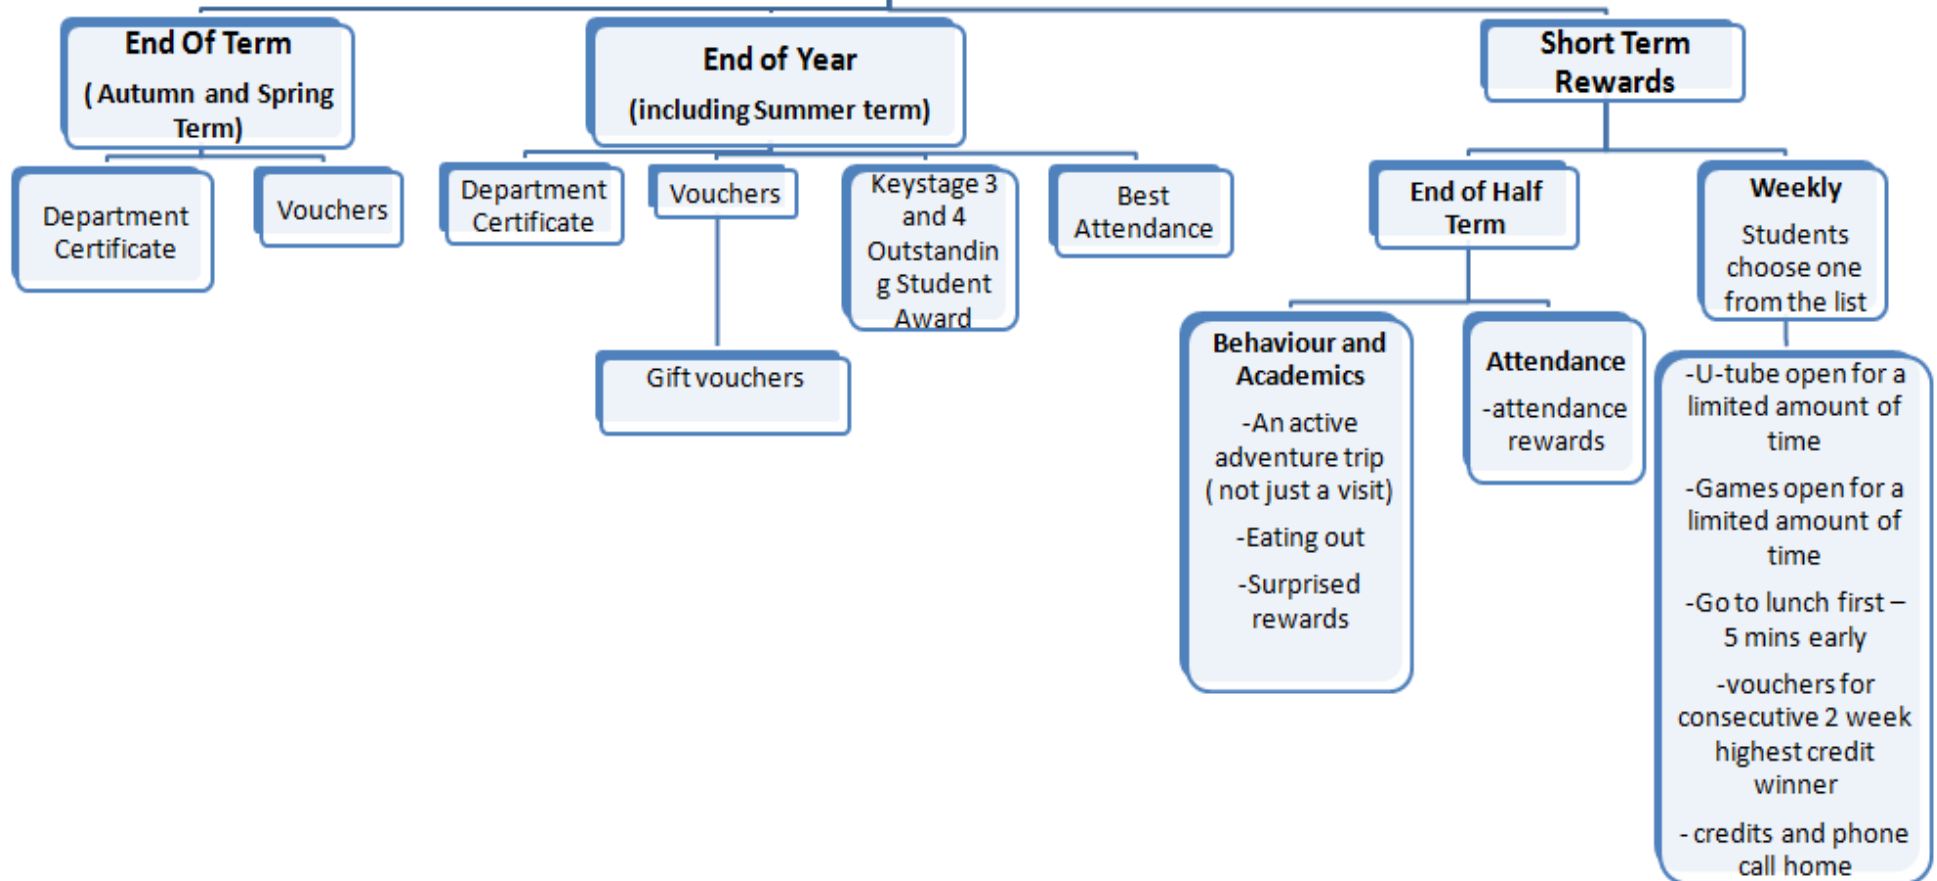 End Of Term
( Autumn and Spring
Term)
Department
Certificate
Vouchers
End of Year
(including Summer term)
Department
Certificate
Vouchers
Gift vouchers
Keystage 3
and 4
Outstandin
g Student
Award
Best
Attendance
Short Term
Rewards
End of Half
Term
Behaviour and
Academics
-An active
adventure trip
( not just a visit)
-Eating out
-Surprised
rewards
Attendance
-attendance
rewards
Weekly
Students
choose one
from the list
-U-tube open for a
limited amount of
time
-Games open for a
limited amount of
time
-Go to lunch first –
5 mins early
-vouchers for
consecutive 2 week
highest credit
winner
- credits and phone
call home